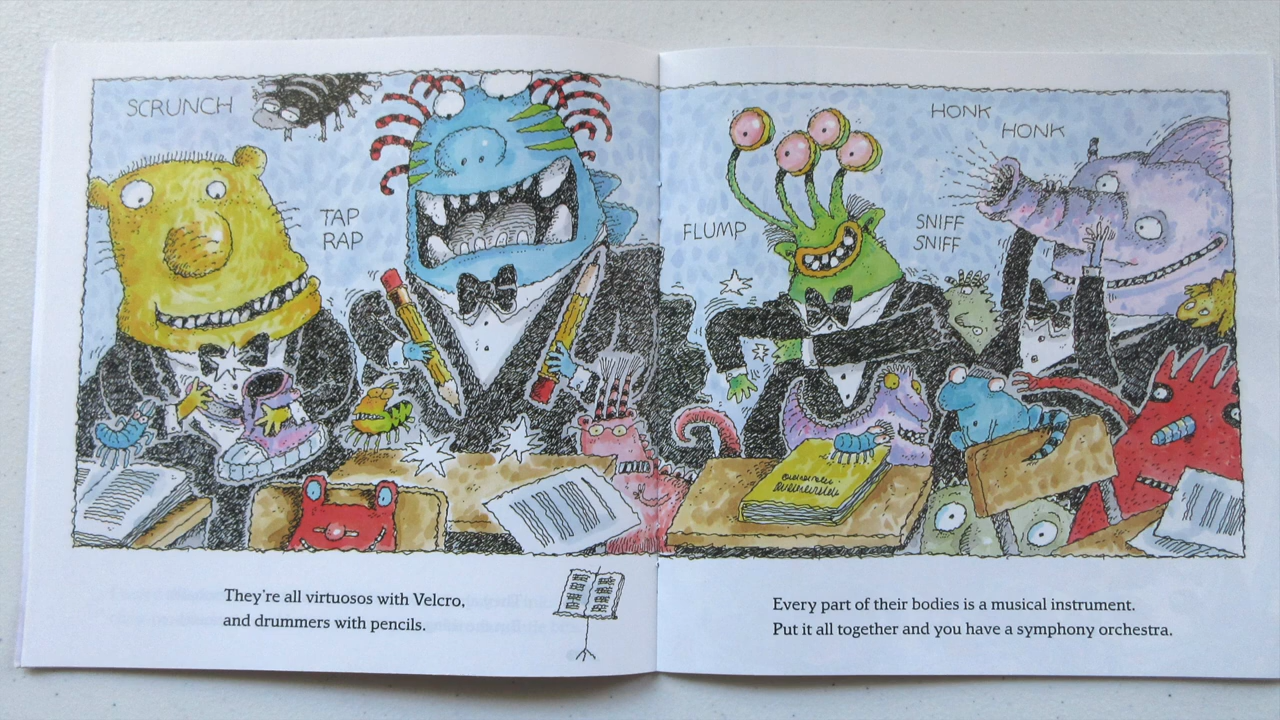 SCRUNCH
TAP
RAP
They're all virtuosos with Velcro,
and drummers with pencils.
FLUMP
HONK
HONK
SNIFF
SNIFF
Every part of their bodies is a musical instrument.
Put it all together and you have a symphony orchestra.